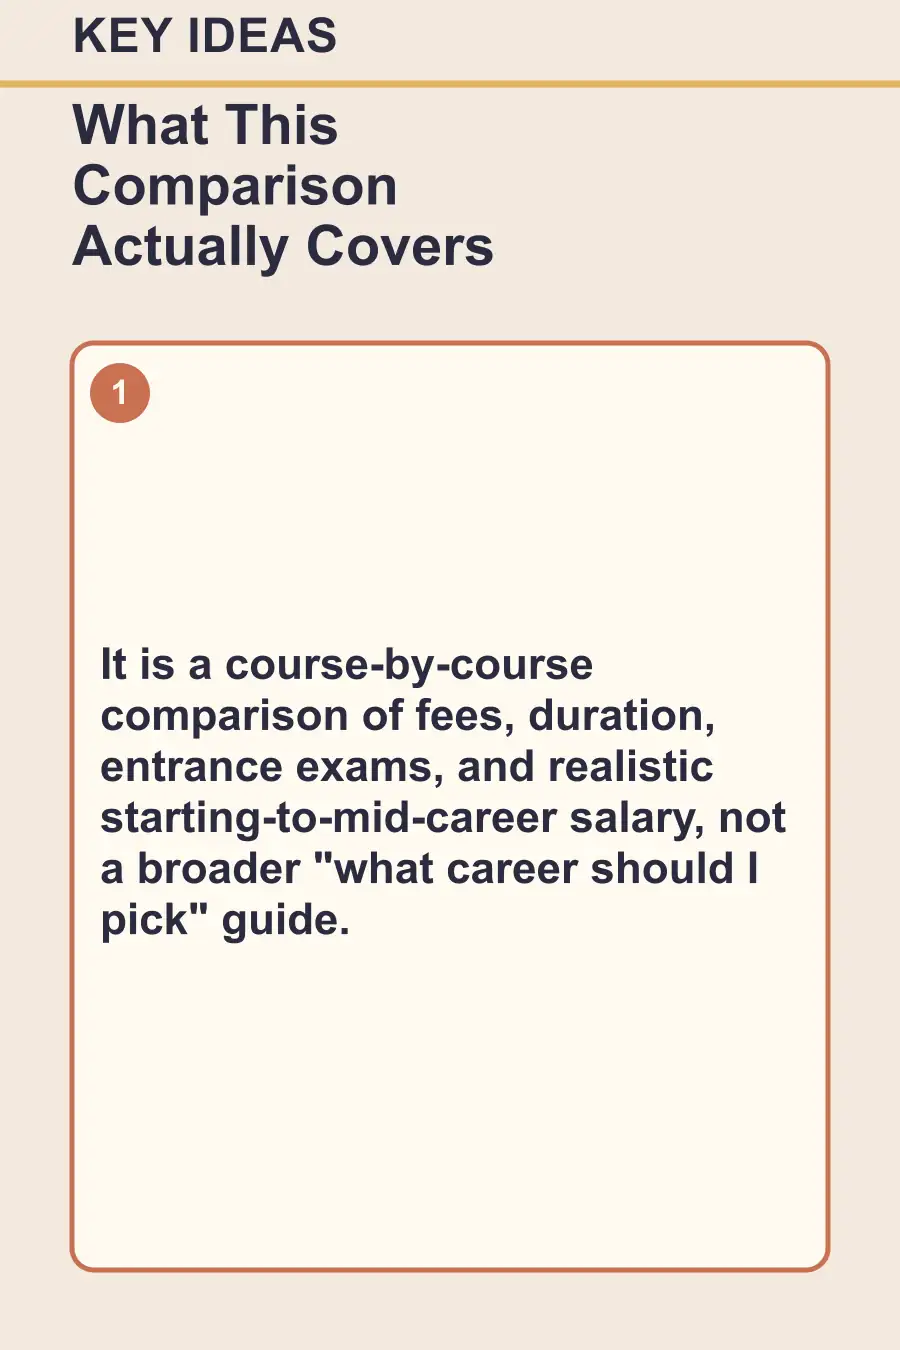 KEY IDEAS
What This
Comparison
Actually Covers
1
It is a course-by-course
comparison of fees, duration,
entrance exams, and realistic
starting-to-mid-career salary, not
a broader "what career should I
pick" guide.